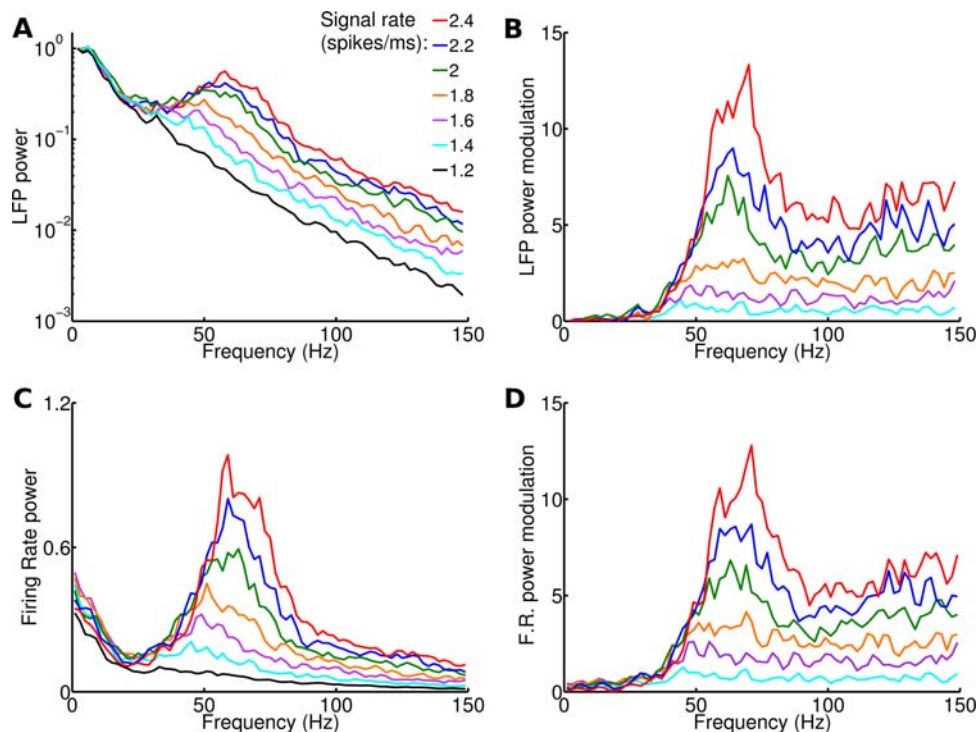 A
Signal rate
(spikes/ms):
2.4
2.2
2
1.8
1.6
1.4
1.2
10^0
10^-1
10^-2
10^-3
LFP power
0 50 100 150
Frequency (Hz)
B
15
10
5
0
LFP power modulation
0 50 100 150
Frequency (Hz)
C
1.2
0.6
0
Firing Rate power
0 50 100 150
Frequency (Hz)
D
15
10
5
0
F.R. power modulation
0 50 100 150
Frequency (Hz)